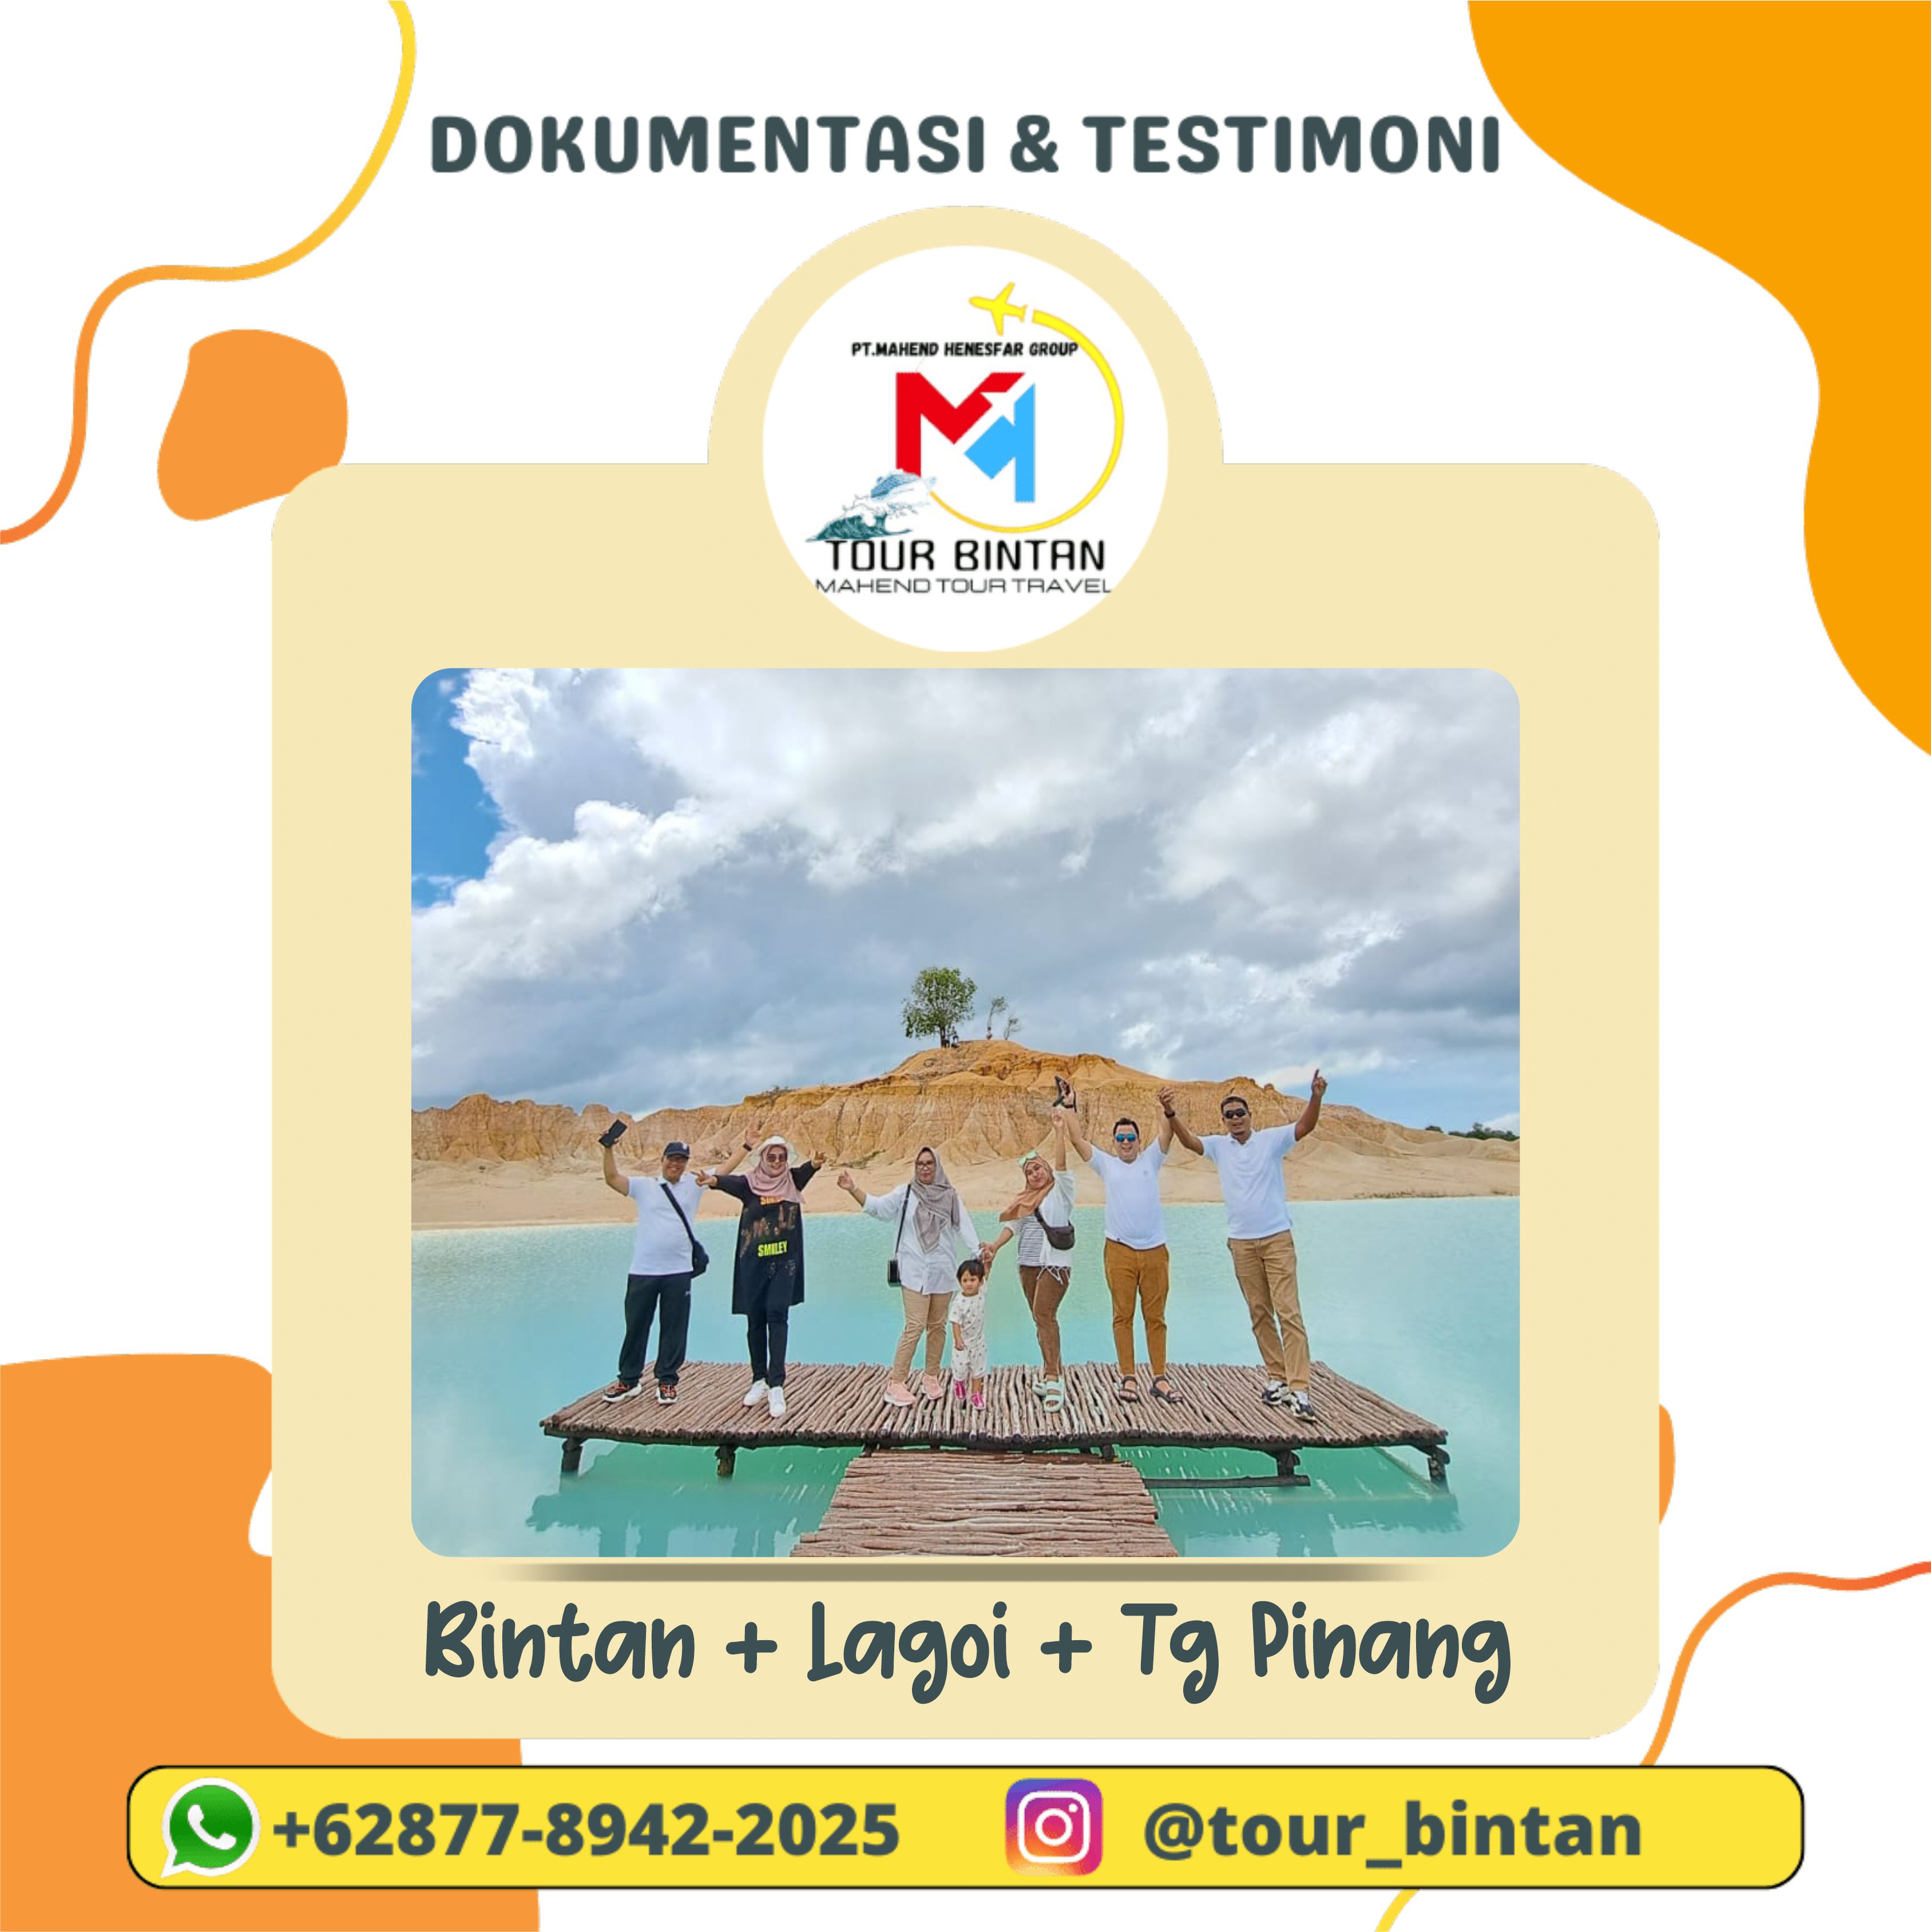 DOKUMENTASI & TESTIMONI
PT.MAHEND HENESFAR GROUP
TOUR BINTAN
MAHEND TOUR TRAVEL
SMILEY
Bintan + Lagoi + Tg Pinang
+62877-8942-2025
@tour_bintan